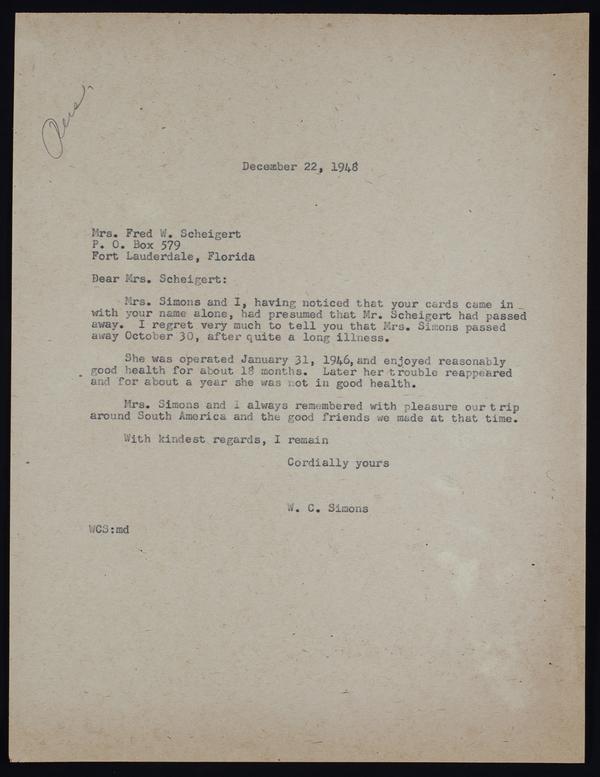 December 22, 1948
Mrs. Fred W. Scheigert
P. O. Box 579
Fort Lauderdale, Florida
Dear Mrs. Scheigert:
Mrs. Simons and I, having noticed that your cards came in
with your name alone, had presumed that Mr. Scheigert had passed
away. I regret very much to tell you that Mrs. Simons passed
away October 30, after quite a long illness.
She was operated January 31, 1946, and enjoyed reasonably
good health for about 18 months. Later her trouble reappeared
and for about a year she was not in good health.
Mrs. Simons and I always remembered with pleasure our trip
around South America and the good friends we made at that time.
With kindest regards, I remain
Cordially yours
W. C. Simons
WCS:md